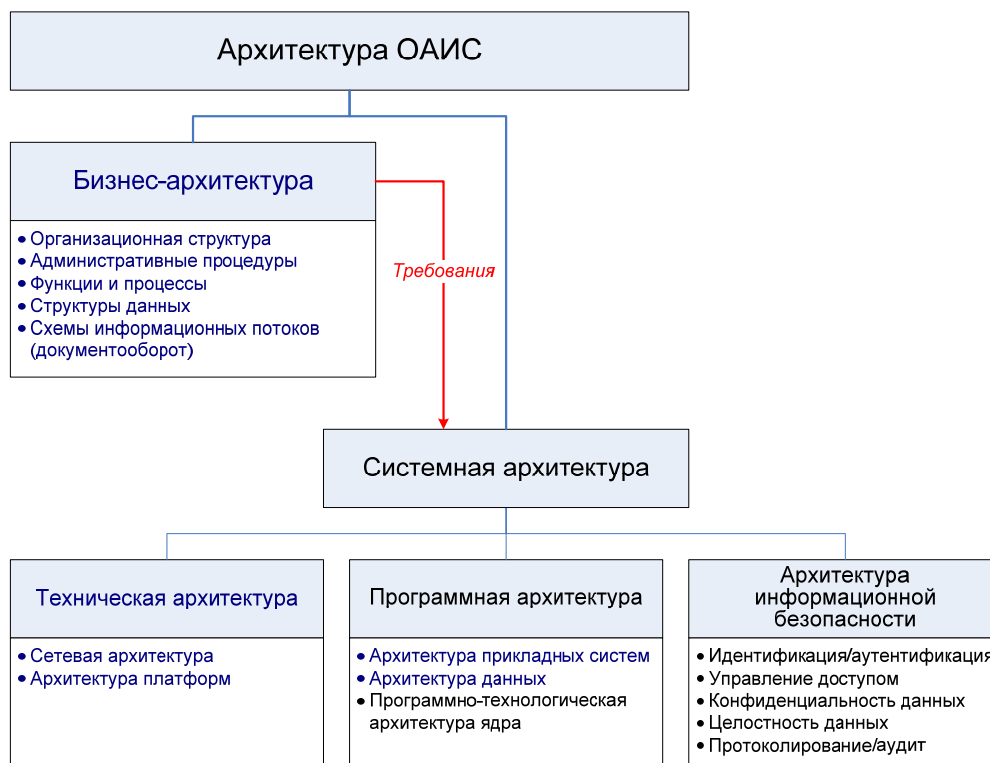 Архитектура ОАИС
Бизнес-архитектура
• Организационная структура
• Административные процедуры
• Функции и процессы
• Структуры данных
• Схемы информационных потоков
(документооборот)
Требования
Системная архитектура
Техническая архитектура
• Сетевая архитектура
• Архитектура платформ
Программная архитектура
• Архитектура прикладных систем
• Архитектура данных
• Программно-технологическая
архитектура ядра
Архитектура
информационной
безопасности
• Идентификация/аутентификация
• Управление доступом
• Конфиденциальность данных
• Целостность данных
• Протоколирование/аудит